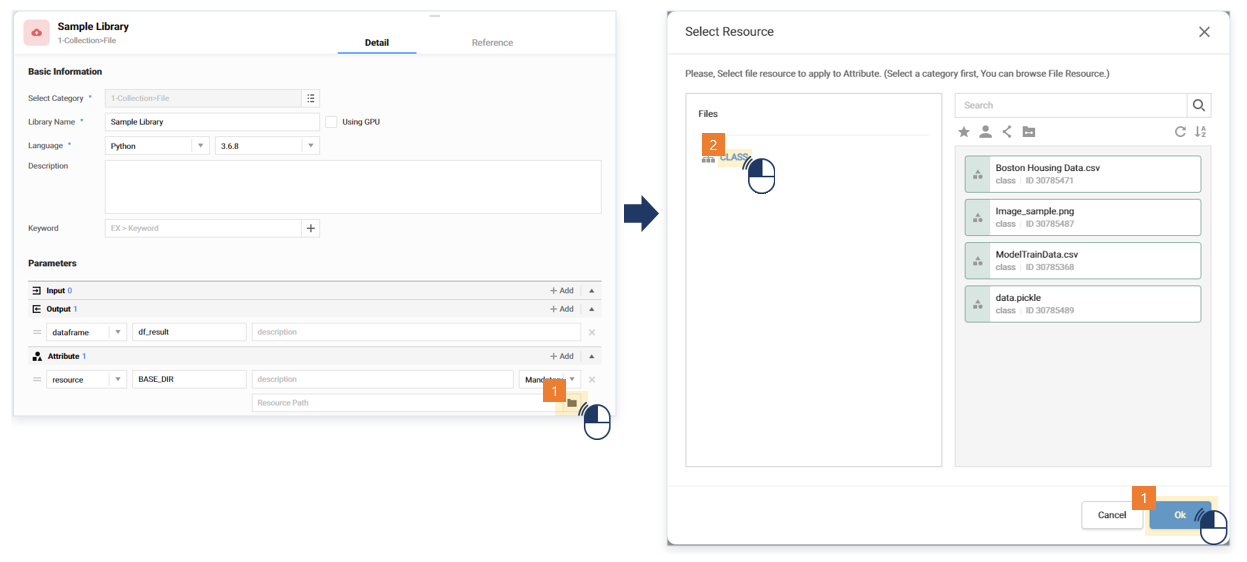 Sample Library
1-Collection>File
Detail
Reference
Basic Information
Select Category *
1-Collection>File
Library Name *
Sample Library
Using GPU
Language *
Python
3.6.8
Description
Keyword
EX > Keyword
Parameters
Input 0
+ Add
Output 1
+ Add
dataframe
df_result
description
Attribute 1
+ Add
resource
BASE_DIR
description
1
Resource Path
Select Resource
Please, Select file resource to apply to Attribute. (Select a category first, You can browse File Resource.)
Files
2
CLASS
Search
Boston Housing Data.csv
class | ID 30785471
Image_sample.png
class | ID 30785487
ModelTrainData.csv
class | ID 30785368
data.pickle
class | ID 30785489
1
Cancel
Ok